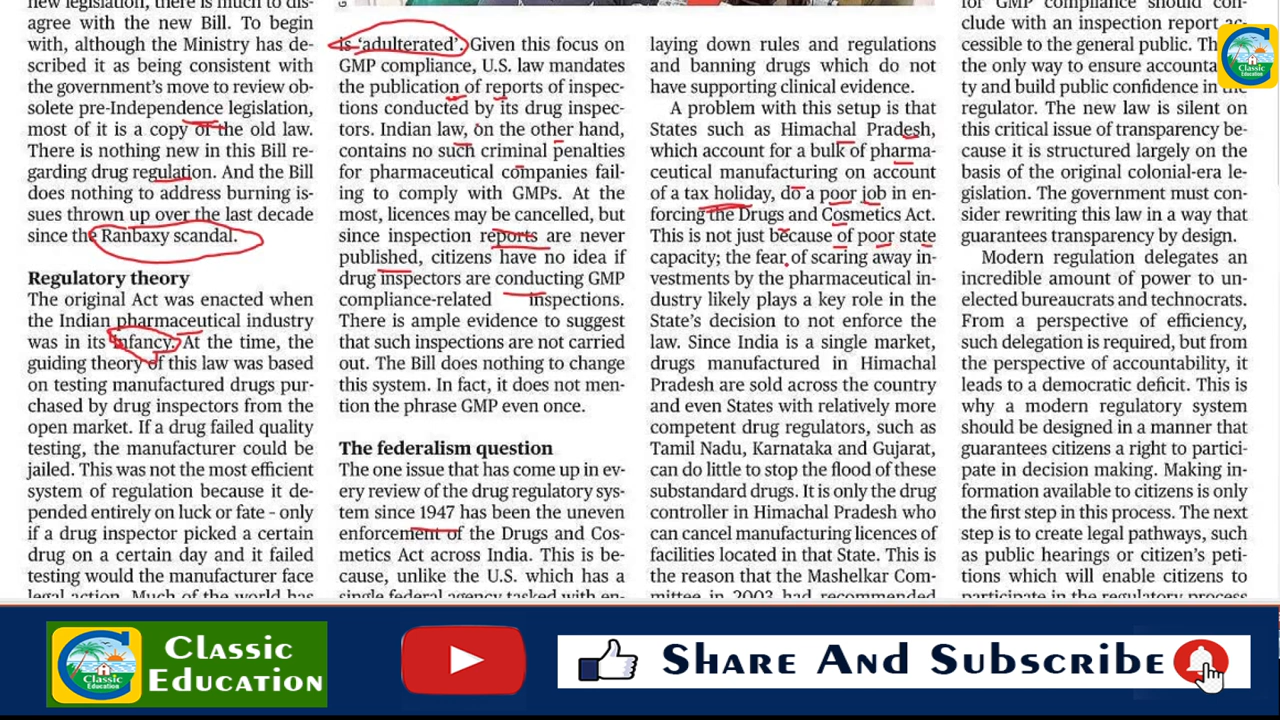 new legislation, there is much to dis-
agree with the new Bill. To begin
with, although the Ministry has de-
scribed it as being consistent with
the government's move to review ob-
solete pre-Independence legislation,
most of it is a copy of the old law.
There is nothing new in this Bill re-
garding drug regulation. And the Bill
does nothing to address burning is-
sues thrown up over the last decade
since the Ranbaxy scandal.
Regulatory theory
The original Act was enacted when
the Indian pharmaceutical industry
was in its infancy. At the time, the
guiding theory of this law was based
on testing manufactured drugs pur-
chased by drug inspectors from the
open market. If a drug failed quality
testing, the manufacturer could be
jailed. This was not the most efficient
system of regulation because it de-
pended entirely on luck or fate – only
if a drug inspector picked a certain
drug on a certain day and it failed
testing would the manufacturer face
legal action. Much of the world has
is 'adulterated'. Given this focus on
GMP compliance, U.S. law mandates
the publication of reports of inspec-
tions conducted by its drug inspec-
tors. Indian law, on the other hand,
contains no such criminal penalties
for pharmaceutical companies fail-
ing to comply with GMPs. At the
most, licences may be cancelled, but
since inspection reports are never
published, citizens have no idea if
drug inspectors are conducting GMP
compliance-related inspections.
There is ample evidence to suggest
that such inspections are not carried
out. The Bill does nothing to change
this system. In fact, it does not men-
tion the phrase GMP even once.
The federalism question
The one issue that has come up in ev-
ery review of the drug regulatory sys-
tem since 1947 has been the uneven
enforcement of the Drugs and Cos-
metics Act across India. This is be-
cause, unlike the U.S. which has a
single federal agency tasked with en-
laying down rules and regulations
and banning drugs which do not
have supporting clinical evidence.
A problem with this setup is that
States such as Himachal Pradesh,
which account for a bulk of pharma-
ceutical manufacturing on account
of a tax holiday, do a poor job in en-
forcing the Drugs and Cosmetics Act.
This is not just because of poor state
capacity; the fear of scaring away in-
vestments by the pharmaceutical in-
dustry likely plays a key role in the
State's decision to not enforce the
law. Since India is a single market,
drugs manufactured in Himachal
Pradesh are sold across the country
and even States with relatively more
competent drug regulators, such as
Tamil Nadu, Karnataka and Gujarat,
can do little to stop the flood of these
substandard drugs. It is only the drug
controller in Himachal Pradesh who
can cancel manufacturing licences of
facilities located in that State. This is
the reason that the Mashelkar Com-
mittee in 2003 had recommended
for GMP compliance should con-
clude with an inspection report ac-
cessible to the general public.
the only way to ensure
ty and build public confidence in the
regulator. The new law is silent on
this critical issue of transparency be-
cause it is structured largely on the
basis of the original colonial-era le-
gislation. The government must con-
sider rewriting this law in a way that
guarantees transparency by design.
Modern regulation delegates an
incredible amount of power to un-
elected bureaucrats and technocrats.
From a perspective of efficiency,
such delegation is required, but from
the perspective of accountability, it
leads to a democratic deficit. This is
why a modern regulatory system
should be designed in a manner that
guarantees citizens a right to partici-
pate in decision making. Making in-
formation available to citizens is only
the first step in this process. The next
step is to create legal pathways, such
as public hearings or citizen's peti-
tions which will enable citizens to
participate in the regulatory process
Classic
Education
Classic
Education
Classic
Education
Share And Subscribe